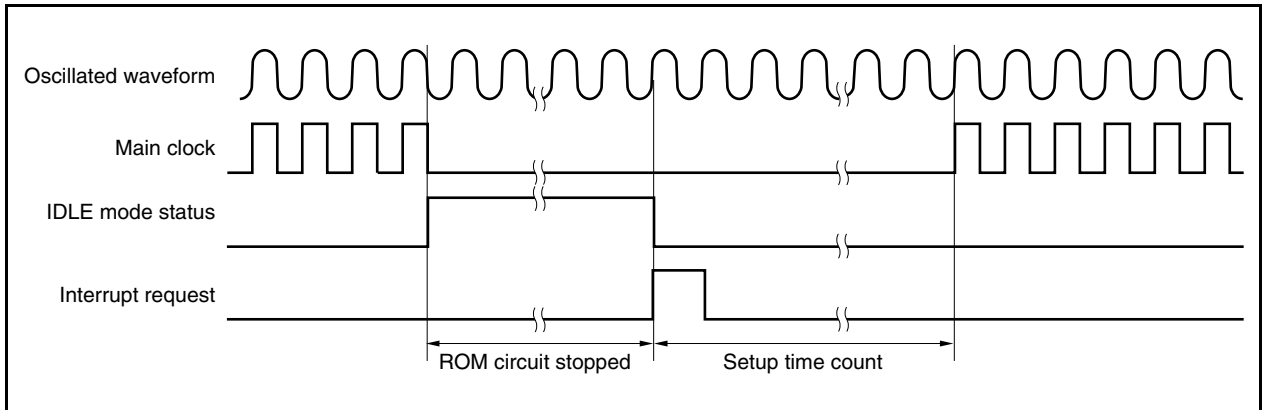 Oscillated waveform
Main clock
IDLE mode status
Interrupt request
ROM circuit stopped
Setup time count